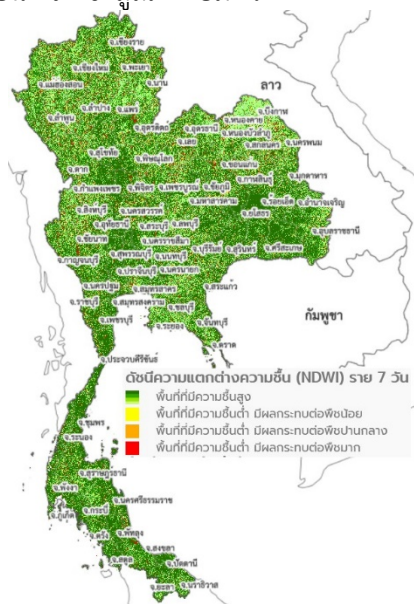 จ.เชียงราย
จ.พะเยา
จ.เชียงใหม่
จ.น่าน
จ.แม่ฮ่องสอน
ลาว
จ.ลำปาง
จ.แพร่
จ.บึงกาฬ
จ.ลำพูน
จ.อุตรดิตถ์
จ.อุดรธานี
จ.หนองคาย
จ.หนองบัวลำภู
จ.เลย
จ.สกลนคร
จ.นครพนม
จ.สุโขทัย
จ.พิษณุโลก
จ.ขอนแก่น
จ.ตาก
จ.กาฬสินธุ์
จ.มุกดาหาร
จ.กำแพงเพชร
จ.พิจิตร
จ.เพชรบูรณ์
จ.ชัยภูมิ
จ.มหาสารคาม
จ.ร้อยเอ็ด
จ.อำนาจเจริญ
จ.สิงห์บุรี
จ.นครสวรรค์
จ.ยโสธร
จ.อุทัยธานี
จ.สระบุรี
จ.ลพบุรี
จ.อุบลราชธานี
จ.ชัยนาท
จ.นครราชสีมา
จ.บุรีรัมย์
จ.สุรินทร์
จ.ศรีสะเกษ
จ.กาญจนบุรี
จ.สุพรรณบุรี
จ.นนทบุรี
จ.ปราจีนบุรี
จ.นครนายก
จ.นครปฐม
จ.สมุทรสาคร
จ.สระแก้ว
จ.ราชบุรี
จ.สมุทรสงคราม
จ.ชลบุรี
กัมพูชา
จ.เพชรบุรี
จ.ระยอง
จ.จันทบุรี
จ.ตราด
จ.ประจวบคีรีขันธ์
ดัชนีความแตกต่างความชื้น (NDWI) ราย 7 วัน
พื้นที่ที่มีความชื้นสูง
พื้นที่ที่มีความชื้นต่ำ มีผลกระทบต่อพืชน้อย
พื้นที่ที่มีความชื้นต่ำ มีผลกระทบต่อพืชปานกลาง
พื้นที่ที่มีความชื้นต่ำ มีผลกระทบต่อพืชมาก
จ.ชุมพร
จ.ระนอง
จ.สุราษฎร์ธานี
จ.พังงา
จ.นครศรีธรรมราช
จ.กระบี่
จ.ภูเก็ต
จ.ตรัง
จ.พัทลุง
จ.สงขลา
จ.สตูล
จ.ปัตตานี
จ.ยะลา
จ.นราธิวาส